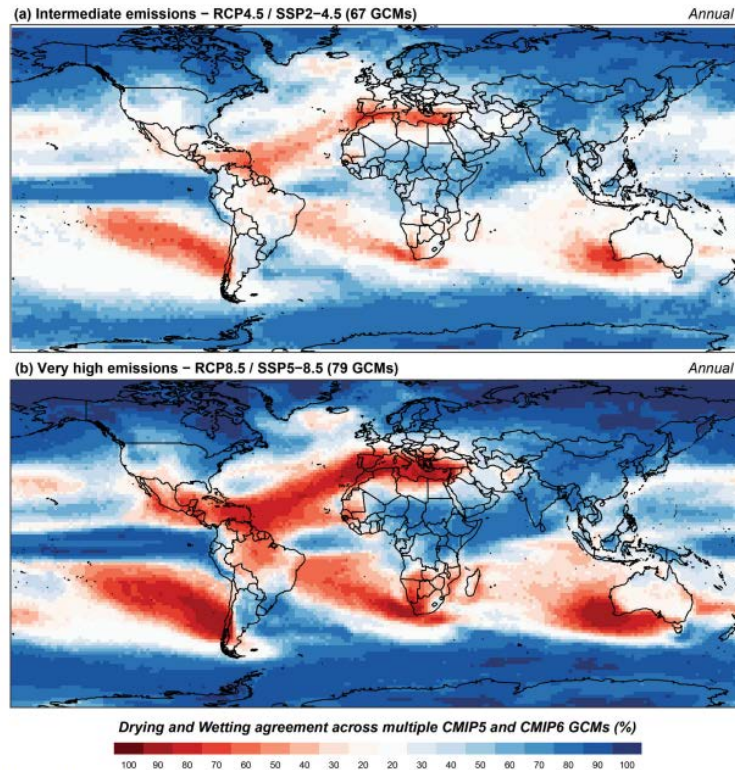 (a) Intermediate emissions – RCP4.5 / SSP2–4.5 (67 GCMs) Annual
(b) Very high emissions – RCP8.5 / SSP5–8.5 (79 GCMs) Annual
Drying and Wetting agreement across multiple CMIP5 and CMIP6 GCMs (%)
100 90 80 70 60 50 40 30 20 20 30 40 50 60 70 80 90 100